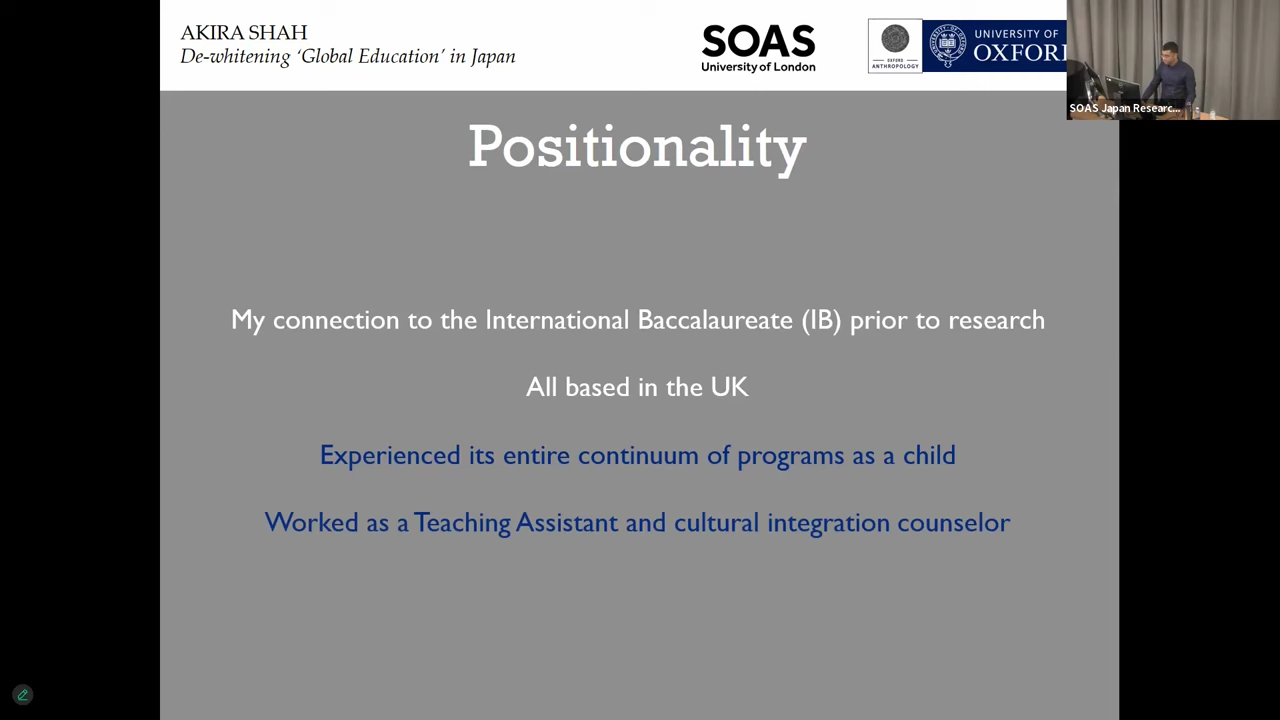 AKIRA SHAH
De-whitening 'Global Education' in Japan
SOAS
University of London
OXFORD
ANTHROPOLOGY
UNIVERSITY OF
OXFORD
SOAS Japan Researc...
Positionality
My connection to the International Baccalaureate (IB) prior to research
All based in the UK
Experienced its entire continuum of programs as a child
Worked as a Teaching Assistant and cultural integration counselor